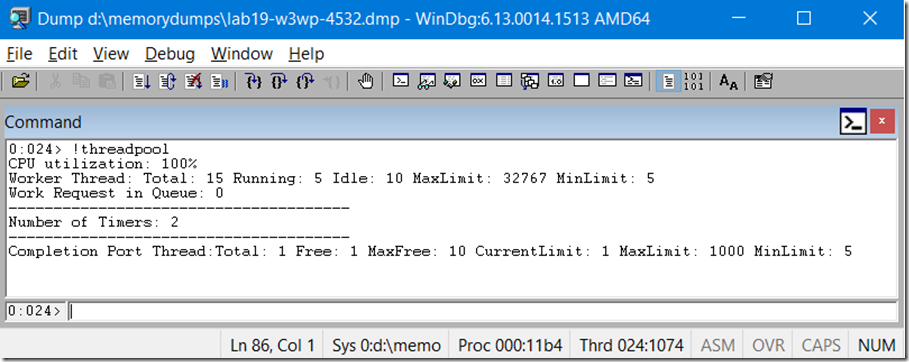 Dump d:\memorydumps\lab19-w3wp-4532.dmp - WinDbg:6.13.0014.1513 AMD64
File Edit View Debug Window Help
Command
0:024> !threadpool
CPU utilization: 100%
Worker Thread: Total: 15 Running: 5 Idle: 10 MaxLimit: 32767 MinLimit: 5
Work Request in Queue: 0
--------------------------------------
Number of Timers: 2
--------------------------------------
Completion Port Thread:Total: 1 Free: 1 MaxFree: 10 CurrentLimit: 1 MaxLimit: 1000 MinLimit: 5
0:024>
Ln 86, Col 1 Sys 0:d:\memo Proc 000:11b4 Thrd 024:1074 ASM OVR CAPS NUM